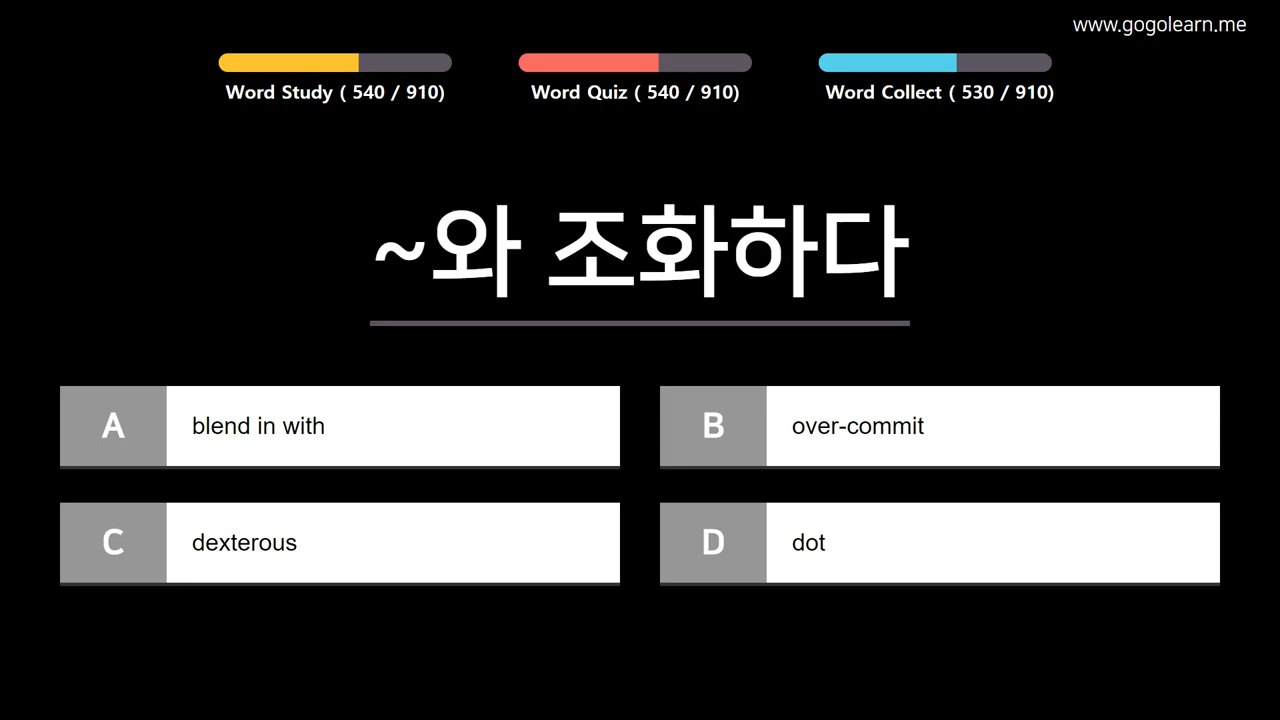 www.gogolearn.me
Word Study ( 540 / 910)
Word Quiz ( 540 / 910)
Word Collect ( 530 / 910)
~와 조화하다
A blend in with
B over-commit
C dexterous
D dot